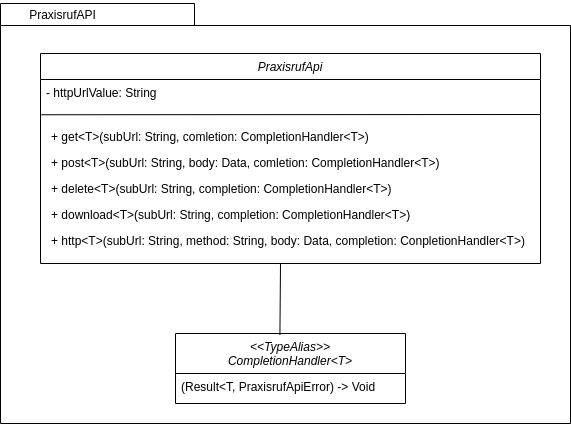 PraxisrufAPI
PraxisrufApi
- httpUrlValue: String
+ get<T>(subUrl: String, comletion: CompletionHandler<T>)
+ post<T>(subUrl: String, body: Data, comletion: CompletionHandler<T>)
+ delete<T>(subUrl: String, completion: CompletionHandler<T>)
+ download<T>(subUrl: String, completion: CompletionHandler<T>)
+ http<T>(subUrl: String, method: String, body: Data, completion: ConpletionHandler<T>)
<<TypeAlias>>
CompletionHandler<T>
(Result<T, PraxisrufApiError) -> Void